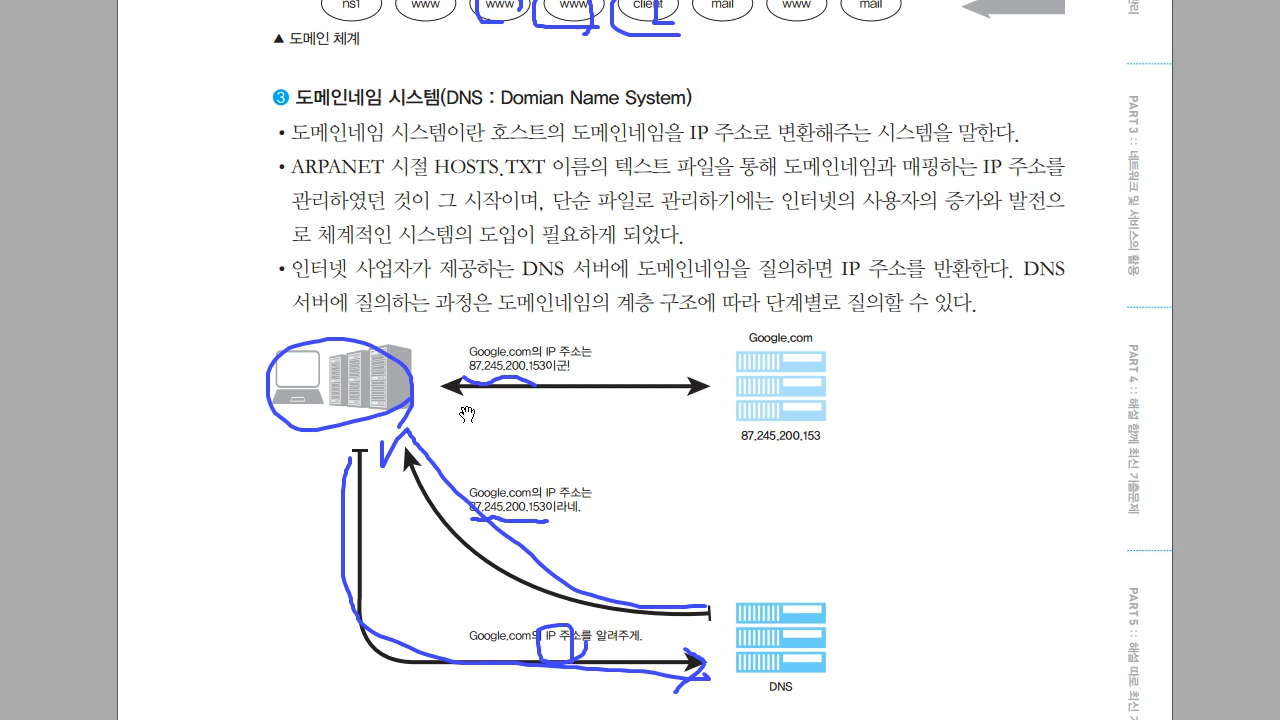 ns1 www www www client mail www mail
▲ 도메인 체계
3 도메인네임 시스템(DNS : Domian Name System)
• 도메인네임 시스템이란 호스트의 도메인네임을 IP 주소로 변환해주는 시스템을 말한다.
• ARPANET 시절 HOSTS.TXT 이름의 텍스트 파일을 통해 도메인네임과 매핑하는 IP 주소를
관리하였던 것이 그 시작이며, 단순 파일로 관리하기에는 인터넷의 사용자의 증가와 발전으
로 체계적인 시스템의 도입이 필요하게 되었다.
• 인터넷 사업자가 제공하는 DNS 서버에 도메인네임을 질의하면 IP 주소를 반환한다. DNS
서버에 질의하는 과정은 도메인네임의 계층 구조에 따라 단계별로 질의할 수 있다.
Google.com의 IP 주소는
87.245.200.153이군!
Google.com
87.245.200.153
Google.com의 IP 주소는
87.245.200.153이라네.
Google.com의 IP 주소를 알려주게.
DNS
PART 3 :: 네트워크 및 서비스의 활용
PART 4 :: 해설 함께 최신 기출문제
PART 5 :: 해설 따로 최신